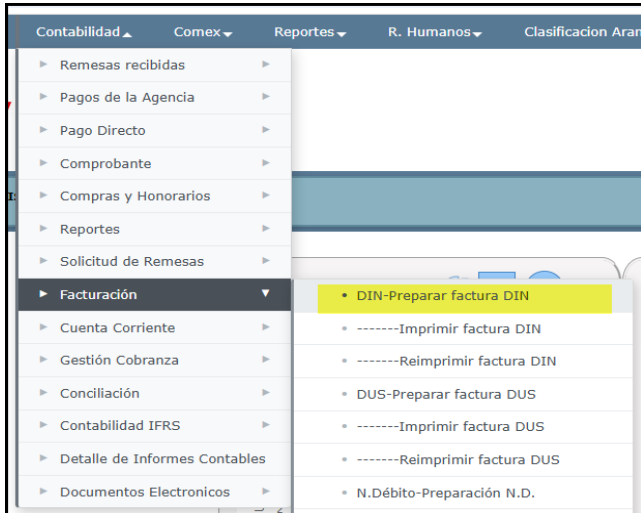 Contabilidad Comex Reportes R. Humanos Clasificacion Aran
Remesas recibidas
Pagos de la Agencia
Pago Directo
Comprobante
Compras y Honorarios
Reportes
Solicitud de Remesas
Facturación
Cuenta Corriente
Gestión Cobranza
Conciliación
Contabilidad IFRS
Detalle de Informes Contables
Documentos Electronicos
DIN-Preparar factura DIN
-------Imprimir factura DIN
-------Reimprimir factura DIN
DUS-Preparar factura DUS
-------Imprimir factura DUS
-------Reimprimir factura DUS
N.Débito-Preparación N.D.